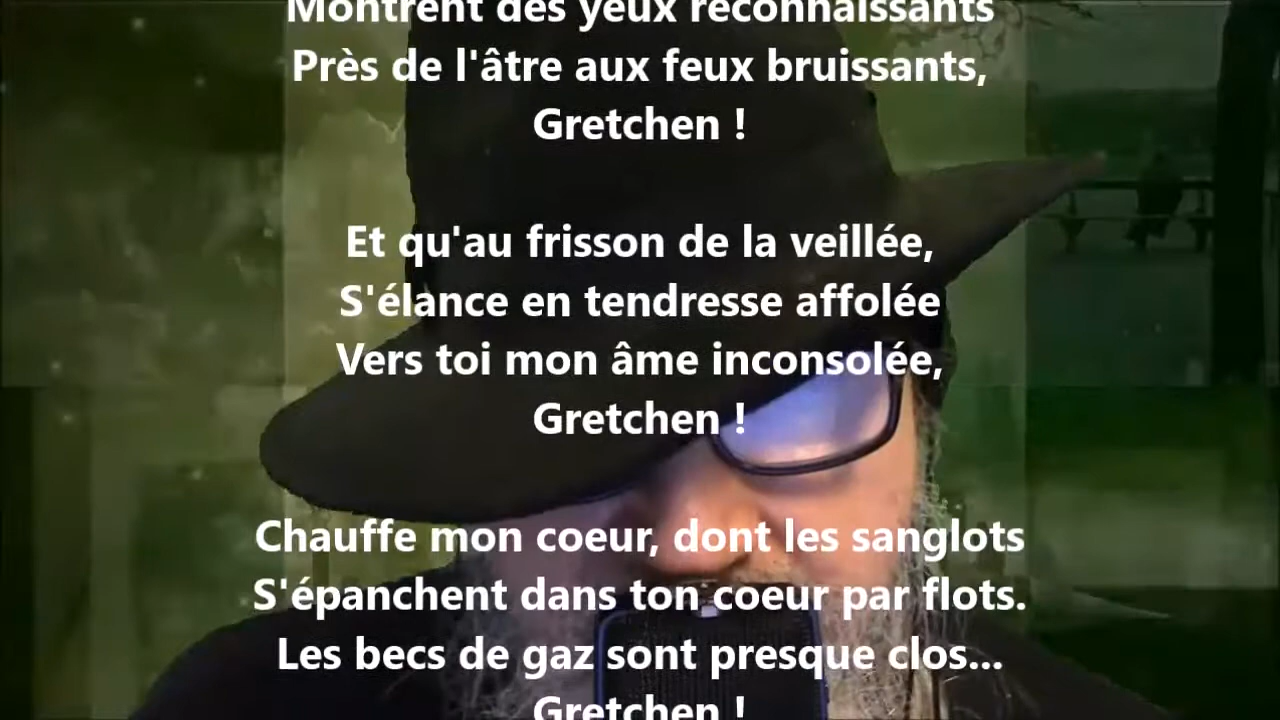 Montrent des yeux reconnaissants
Près de l'âtre aux feux bruissants,
Gretchen !
Et qu'au frisson de la veillée,
S'élance en tendresse affolée
Vers toi mon âme inconsolée,
Gretchen !
Chauffe mon coeur, dont les sanglots
S'épanchent dans ton coeur par flots.
Les becs de gaz sont presque clos...
Gretchen !